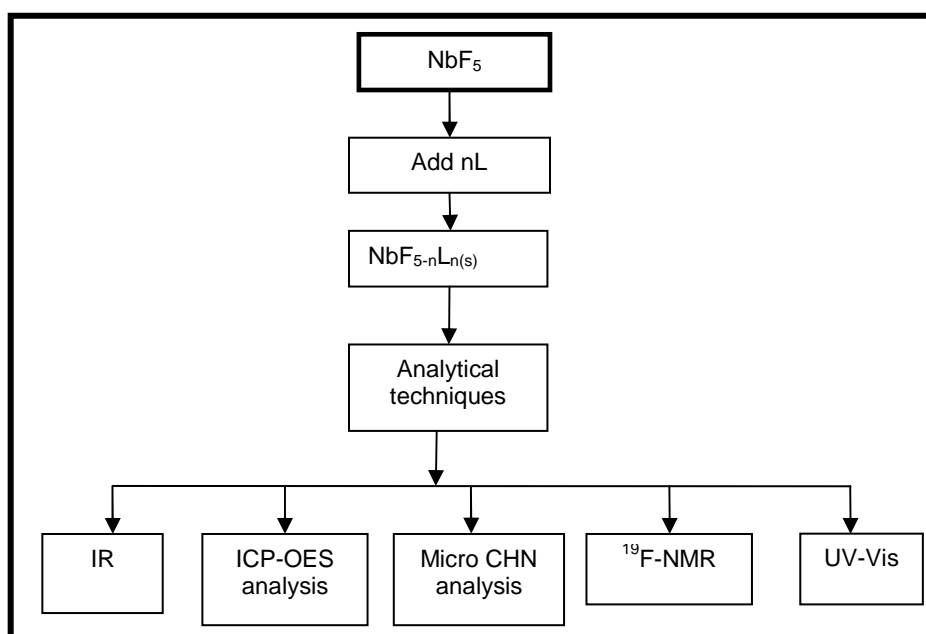 NbF₅
Add nL
NbF₅₋ₙLₙ₍ₛ₎
Analytical
techniques
IR
ICP-OES
analysis
Micro CHN
analysis
¹⁹F-NMR
UV-Vis